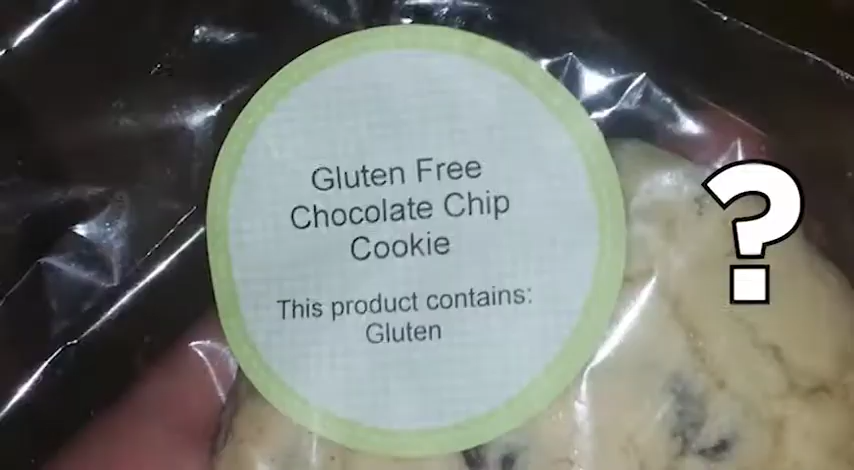 Gluten Free
Chocolate Chip
Cookie
This product contains:
Gluten
?